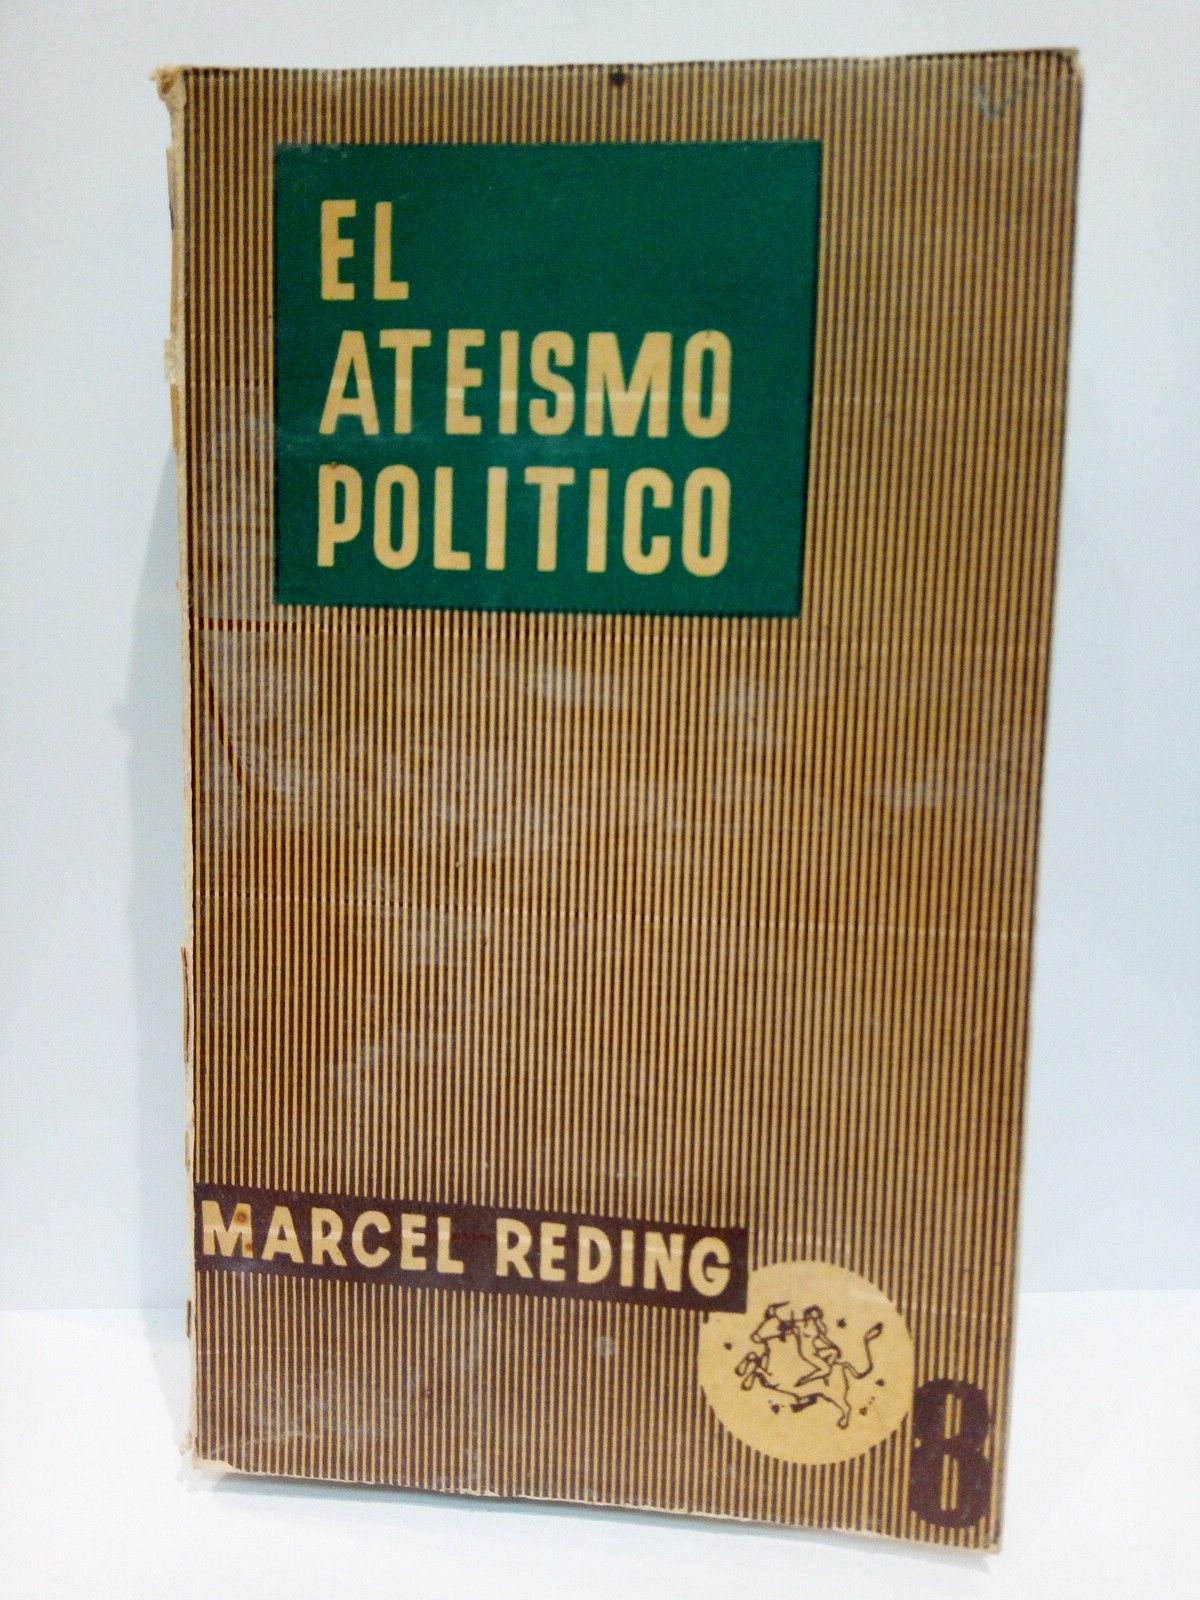 EL
ATEISMO
POLITICO
MARCEL REDING
8